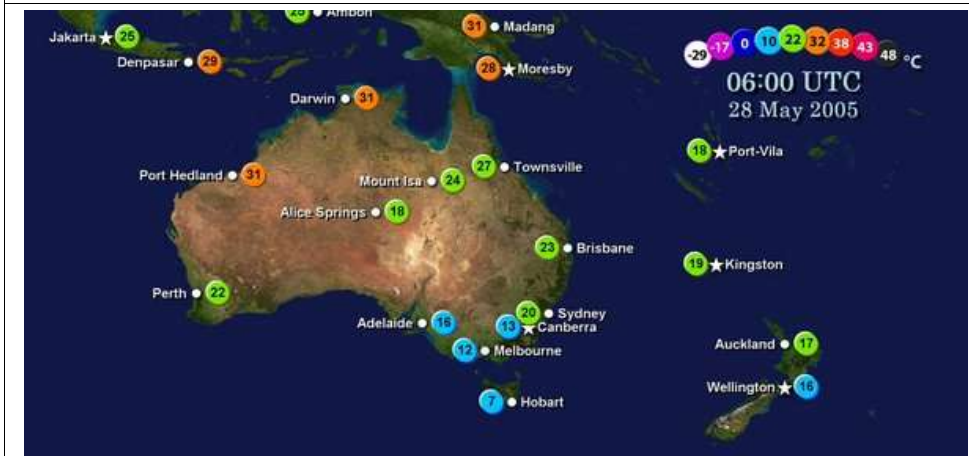 25 Ambon
Jakarta 25
31 Madang
-29 -17 0 10 22 32 38 43 48 °C
Denpasar 29
28 Moresby
06:00 UTC
28 May 2005
Darwin 31
18 Port-Vila
Port Hedland 31
27 Townsville
Mount Isa 24
Alice Springs 18
23 Brisbane
19 Kingston
Perth 22
20 Sydney
Adelaide 16
13 Canberra
12 Melbourne
Auckland 17
Wellington 16
7 Hobart